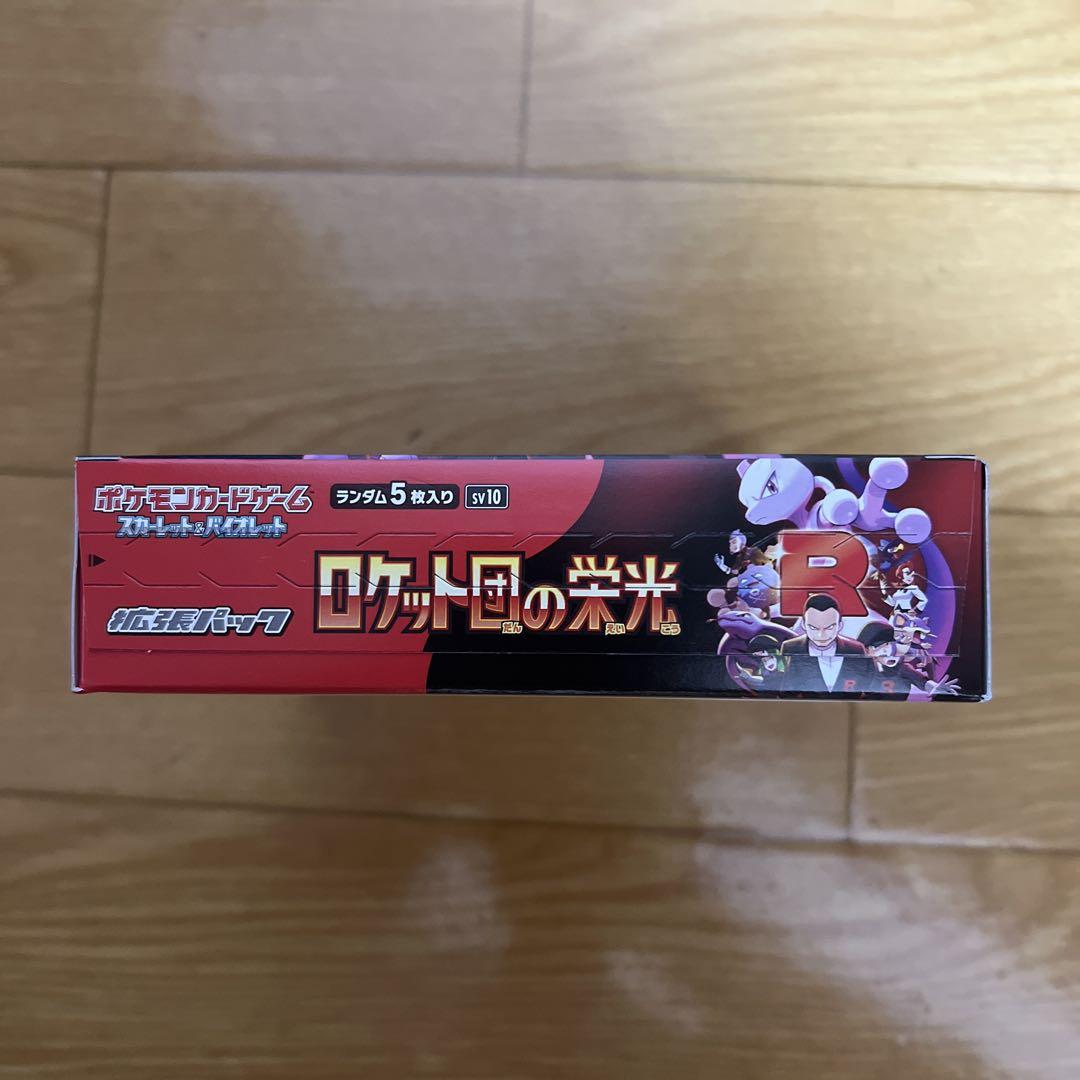 ポケモンカードゲーム
スカーレット&バイオレット
ランダム5枚入り sv10
ロケット団の栄光
だん えい こう
拡張パック
R
R